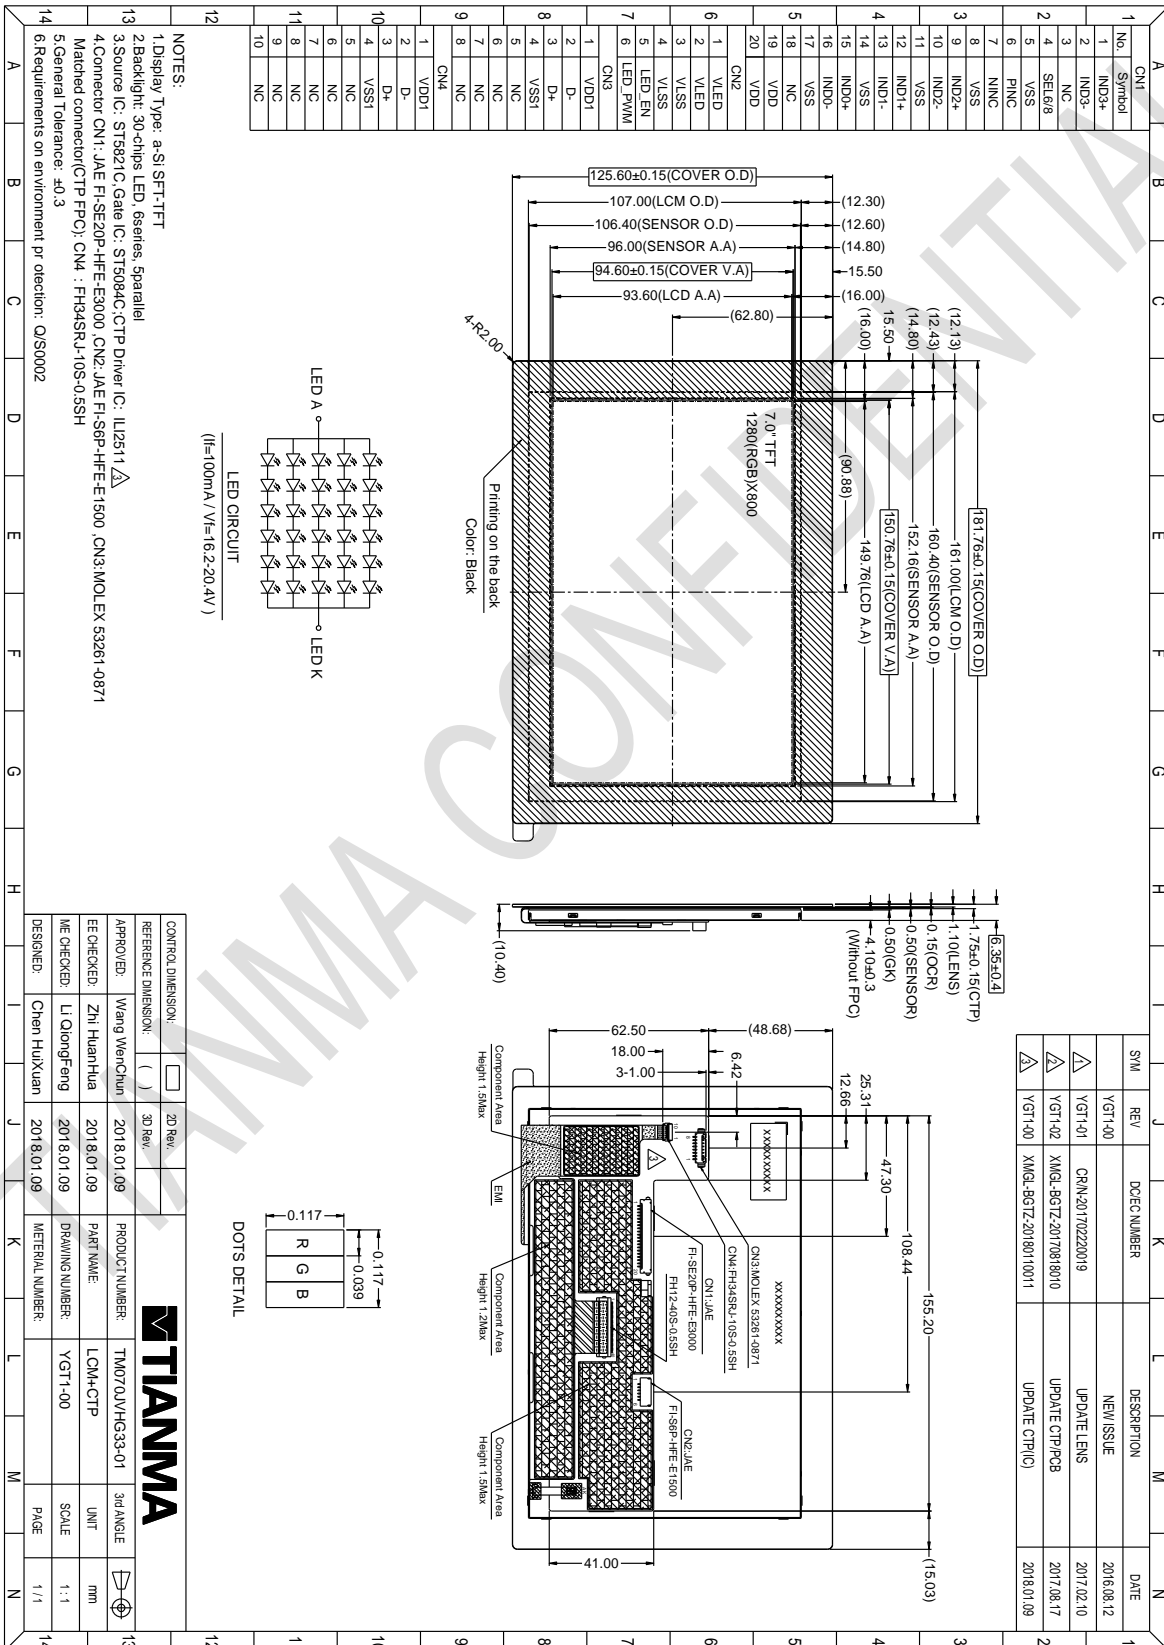 CN1
No. Symbol
1 IND3+
2 IND3-
3 NC
4 SEL6/8
5 VSS
6 PINC
7 NINC
8 VSS
9 IND2+
10 IND2-
11 VSS
12 IND1+
13 IND1-
14 VSS
15 IND0+
16 IND0-
17 VSS
18 NC
19 VDD
20 VDD
CN2
1 VLED
2 VLED
3 VLSS
4 VLSS
5 LED_EN
6 LED_PWM
CN3
1 VDD1
2 D-
3 D+
4 VSS1
5 NC
6 NC
7 NC
8 NC
CN4
1 VDD1
2 D-
3 D+
4 VSS1
5 NC
6 NC
7 NC
8 NC
9 NC
10 NC
181.76±0.15(COVER O.D)
(12.13) 161.00(LCM O.D)
(12.43) 160.40(SENSOR O.D)
(14.80) 152.16(SENSOR A.A)
15.50 150.76±0.15(COVER V.A)
(16.00) 149.76(LCD A.A)
(90.88)
125.60±0.15(COVER O.D)
107.00(LCM O.D) (12.30)
106.40(SENSOR O.D) (12.60)
96.00(SENSOR A.A) (14.80)
94.60±0.15(COVER V.A) 15.50
93.60(LCD A.A) (16.00)
(62.80)
4-R2.00
7.0" TFT
1280(RGB)X800
Printing on the back
Color: Black
6.35±0.4
1.75±0.15(CTP)
1.10(LENS)
0.15(OCR)
0.50(SENSOR)
0.50(GK)
4.10±0.3
(Without FPC)
(10.40)
155.20
(15.03)
108.44
47.30
25.31
12.66
6.42
(48.68)
62.50
18.00
3-1.00
41.00
XXXXXXXXXX
XXXXXXXXXX
CN3:MOLEX 53261-0871
CN4:FH34SRJ-10S-0.5SH
CN1:JAE
FI-SE20P-HFE-E3000
FH12-40S-0.5SH
CN2:JAE
FI-S6P-HFE-E1500
3
Component Area
Height 1.5Max
EMI
Component Area
Height 1.2Max
Component Area
Height 1.5Max
LED A
LED K
LED CIRCUIT
(If=100mA / Vf=16.2-20.4V )
0.117
0.039
0.117
R G B
DOTS DETAIL
NOTES:
1.Display Type: a-Si SFT-TFT
2.Backlight: 30-chips LED, 6series, 5parallel
3.Source IC: ST5821C,Gate IC: ST5084C;CTP Driver IC: ILI2511 3
4.Connector CN1: JAE FI-SE20P-HFE-E3000 ,CN2: JAE FI-S6P-HFE-E1500 ,CN3:MOLEX 53261-0871
Matched connector(CTP FPC): CN4 : FH34SRJ-10S-0.5SH
5.General Tolerance: ±0.3
6.Requirements on environment pr otection: Q/S0002
SYM REV DC/EC NUMBER DESCRIPTION DATE
YGT1-00 NEW ISSUE 2016.08.12
1 YGT1-01 CR/N-2017022019 UPDATE LENS 2017.02.10
2 YGT1-02 XMGL-BGTZ-20170818010 UPDATE CTP/PCB 2017.08.17
3 YGT1-00 XMGL-BGTZ-20180110011 UPDATE CTP(IC) 2018.01.09
CONTROL DIMENSION: 2D Rev.
REFERENCE DIMENSION: ( ) 3D Rev.
APPROVED: Wang WenChun 2018.01.09
EE CHECKED: Zhi HuanHua 2018.01.09
ME CHECKED: Li QiongFeng 2018.01.09
DESIGNED: Chen HuiXuan 2018.01.09
TIANMA
PRODUCT NUMBER: TM070JVHG33-01 3rd ANGLE
PART NAME: LCM+CTP UNIT mm
DRAWING NUMBER: YGT1-00 SCALE 1:1
METERIAL NUMBER: PAGE 1 / 1
TIANMA CONFIDENTIAL
A B C D E F G H I J K L M N
1 2 3 4 5 6 7 8 9 10 11 12 13 14